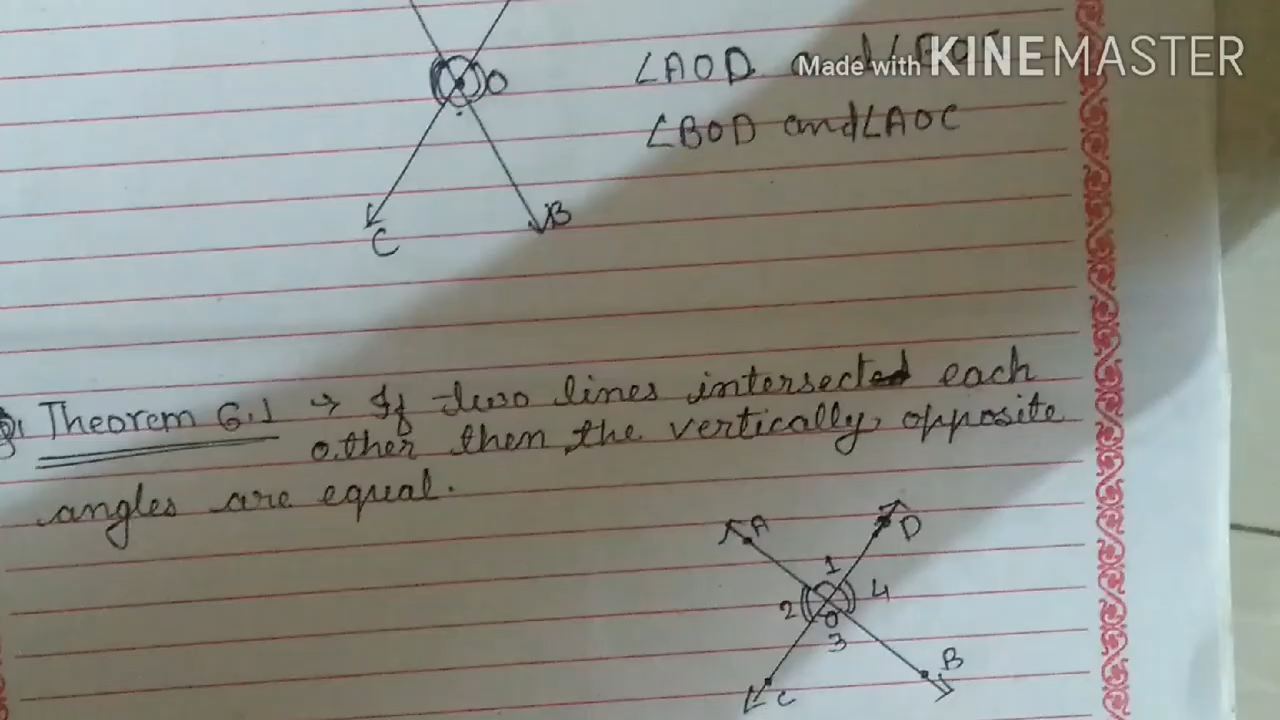 O
∠AOD and
Made with KINEMASTER
∠BOD and∠AOC
C
B
Theorem 6.1 → If two lines intersected each
other then the vertically, opposite
angles are equal.
A
D
1
2
4
O
3
B
C